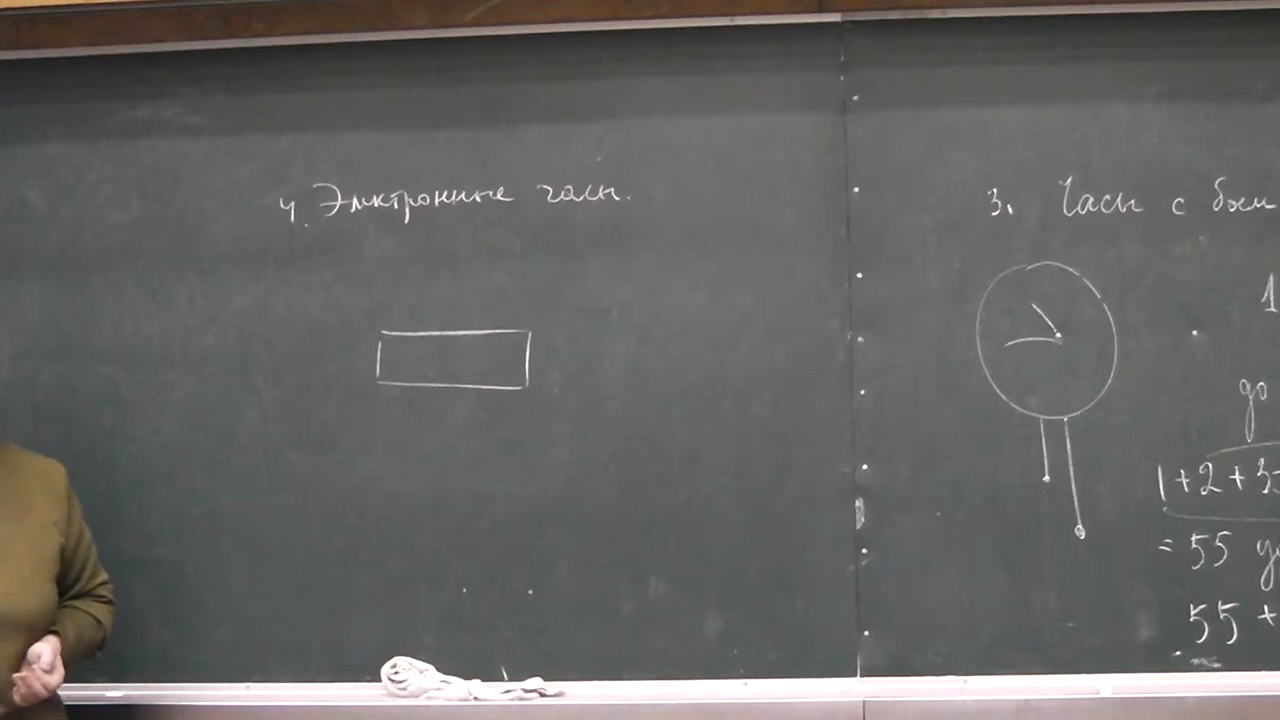 4. Электронные часы.
3. Часы с боем
1
до
1+2+3
= 55
55 +